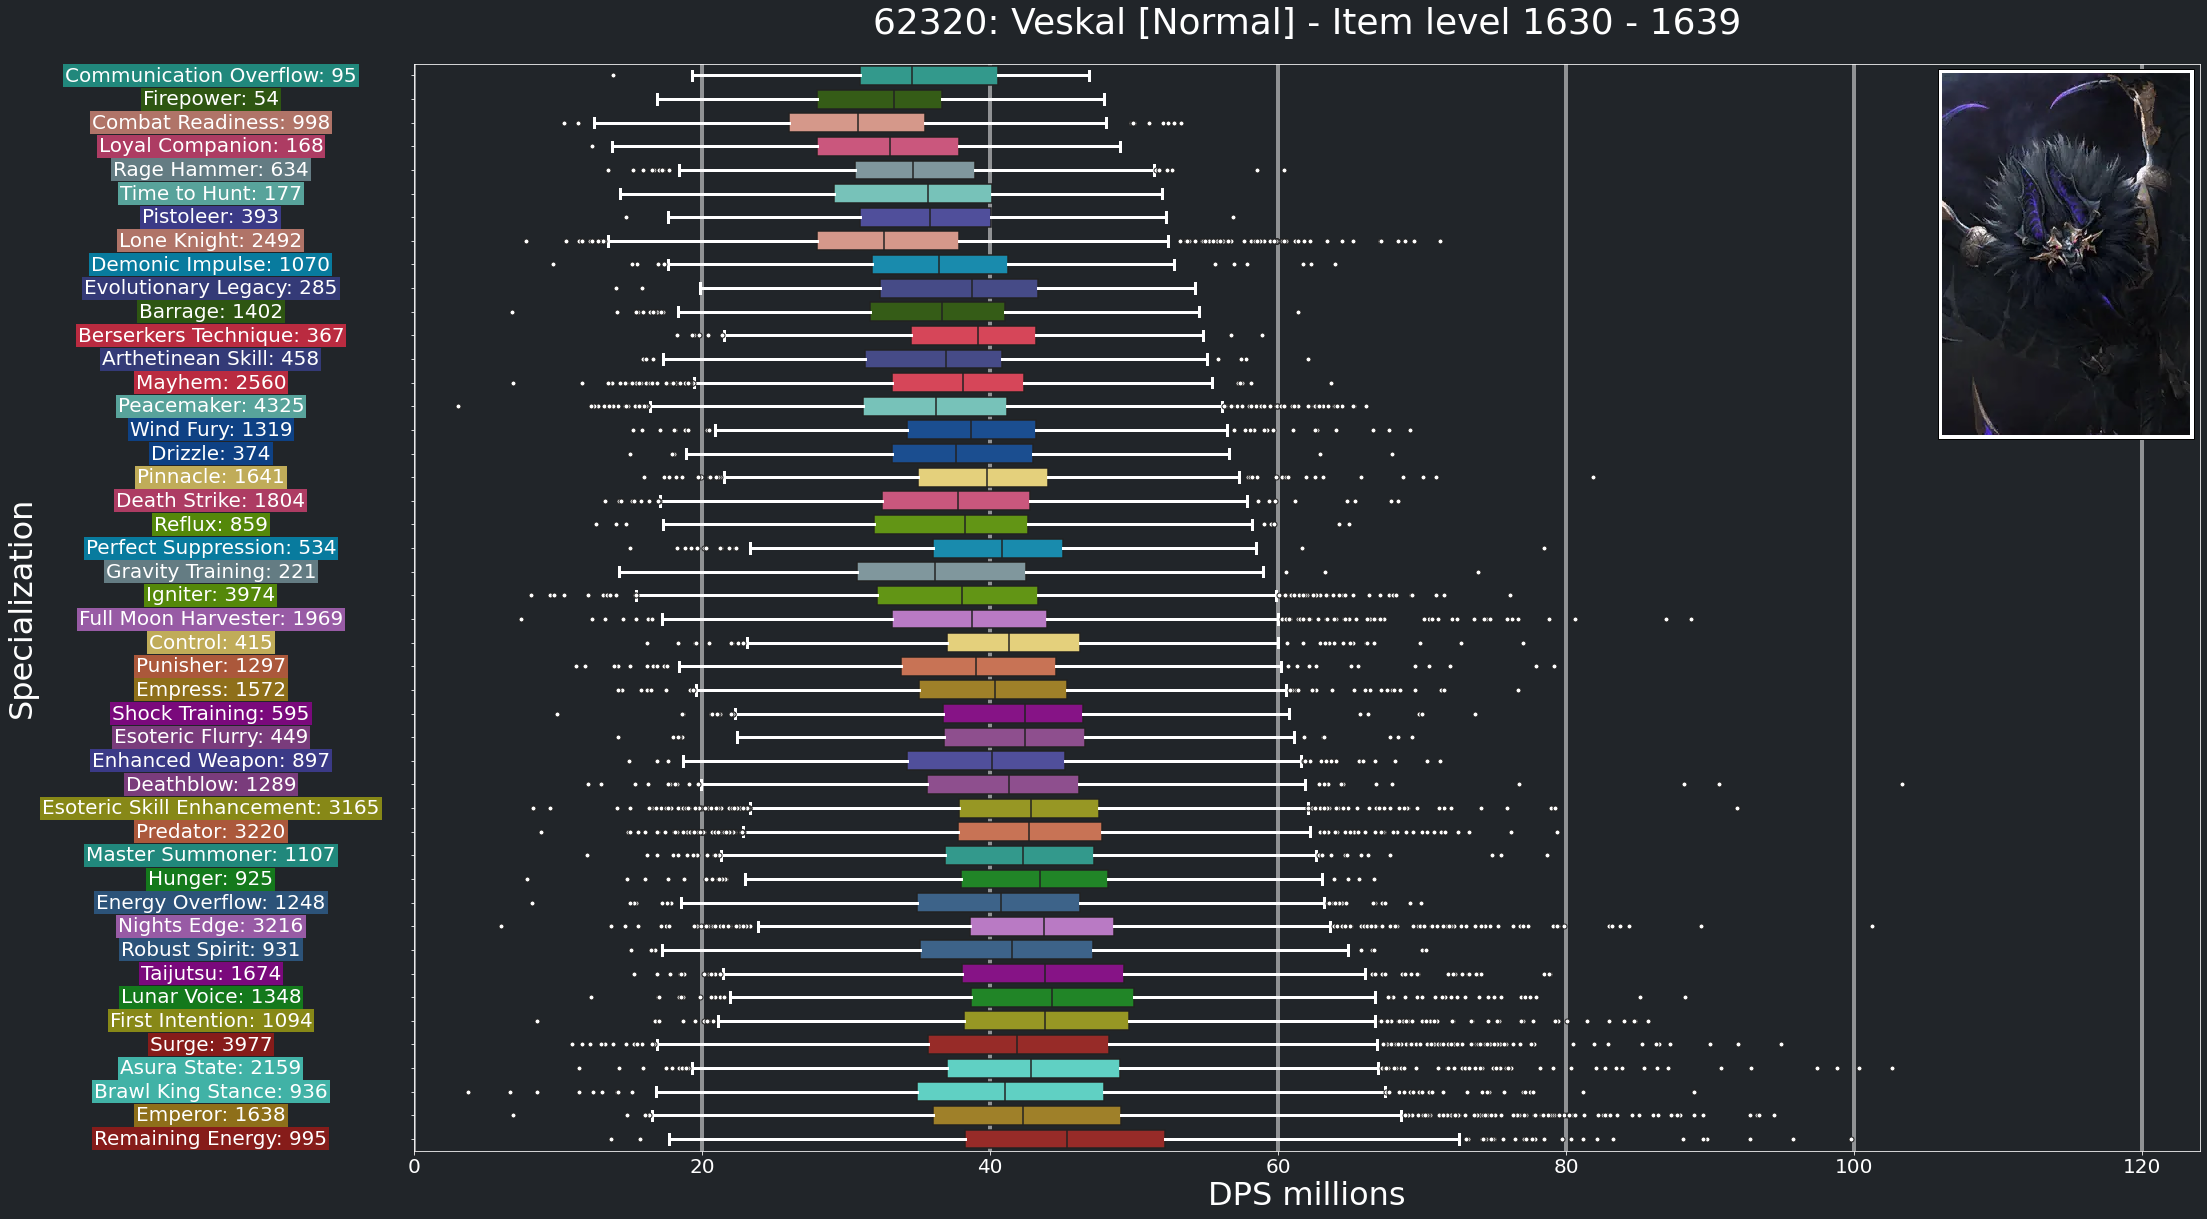 62320: Veskal [Normal] - Item level 1630 - 1639
Specialization
Communication Overflow: 95
Firepower: 54
Combat Readiness: 998
Loyal Companion: 168
Rage Hammer: 634
Time to Hunt: 177
Pistoleer: 393
Lone Knight: 2492
Demonic Impulse: 1070
Evolutionary Legacy: 285
Barrage: 1402
Berserkers Technique: 367
Arthetinean Skill: 458
Mayhem: 2560
Peacemaker: 4325
Wind Fury: 1319
Drizzle: 374
Pinnacle: 1641
Death Strike: 1804
Reflux: 859
Perfect Suppression: 534
Gravity Training: 221
Igniter: 3974
Full Moon Harvester: 1969
Control: 415
Punisher: 1297
Empress: 1572
Shock Training: 595
Esoteric Flurry: 449
Enhanced Weapon: 897
Deathblow: 1289
Esoteric Skill Enhancement: 3165
Predator: 3220
Master Summoner: 1107
Hunger: 925
Energy Overflow: 1248
Nights Edge: 3216
Robust Spirit: 931
Taijutsu: 1674
Lunar Voice: 1348
First Intention: 1094
Surge: 3977
Asura State: 2159
Brawl King Stance: 936
Emperor: 1638
Remaining Energy: 995
0 20 40 60 80 100 120
DPS millions